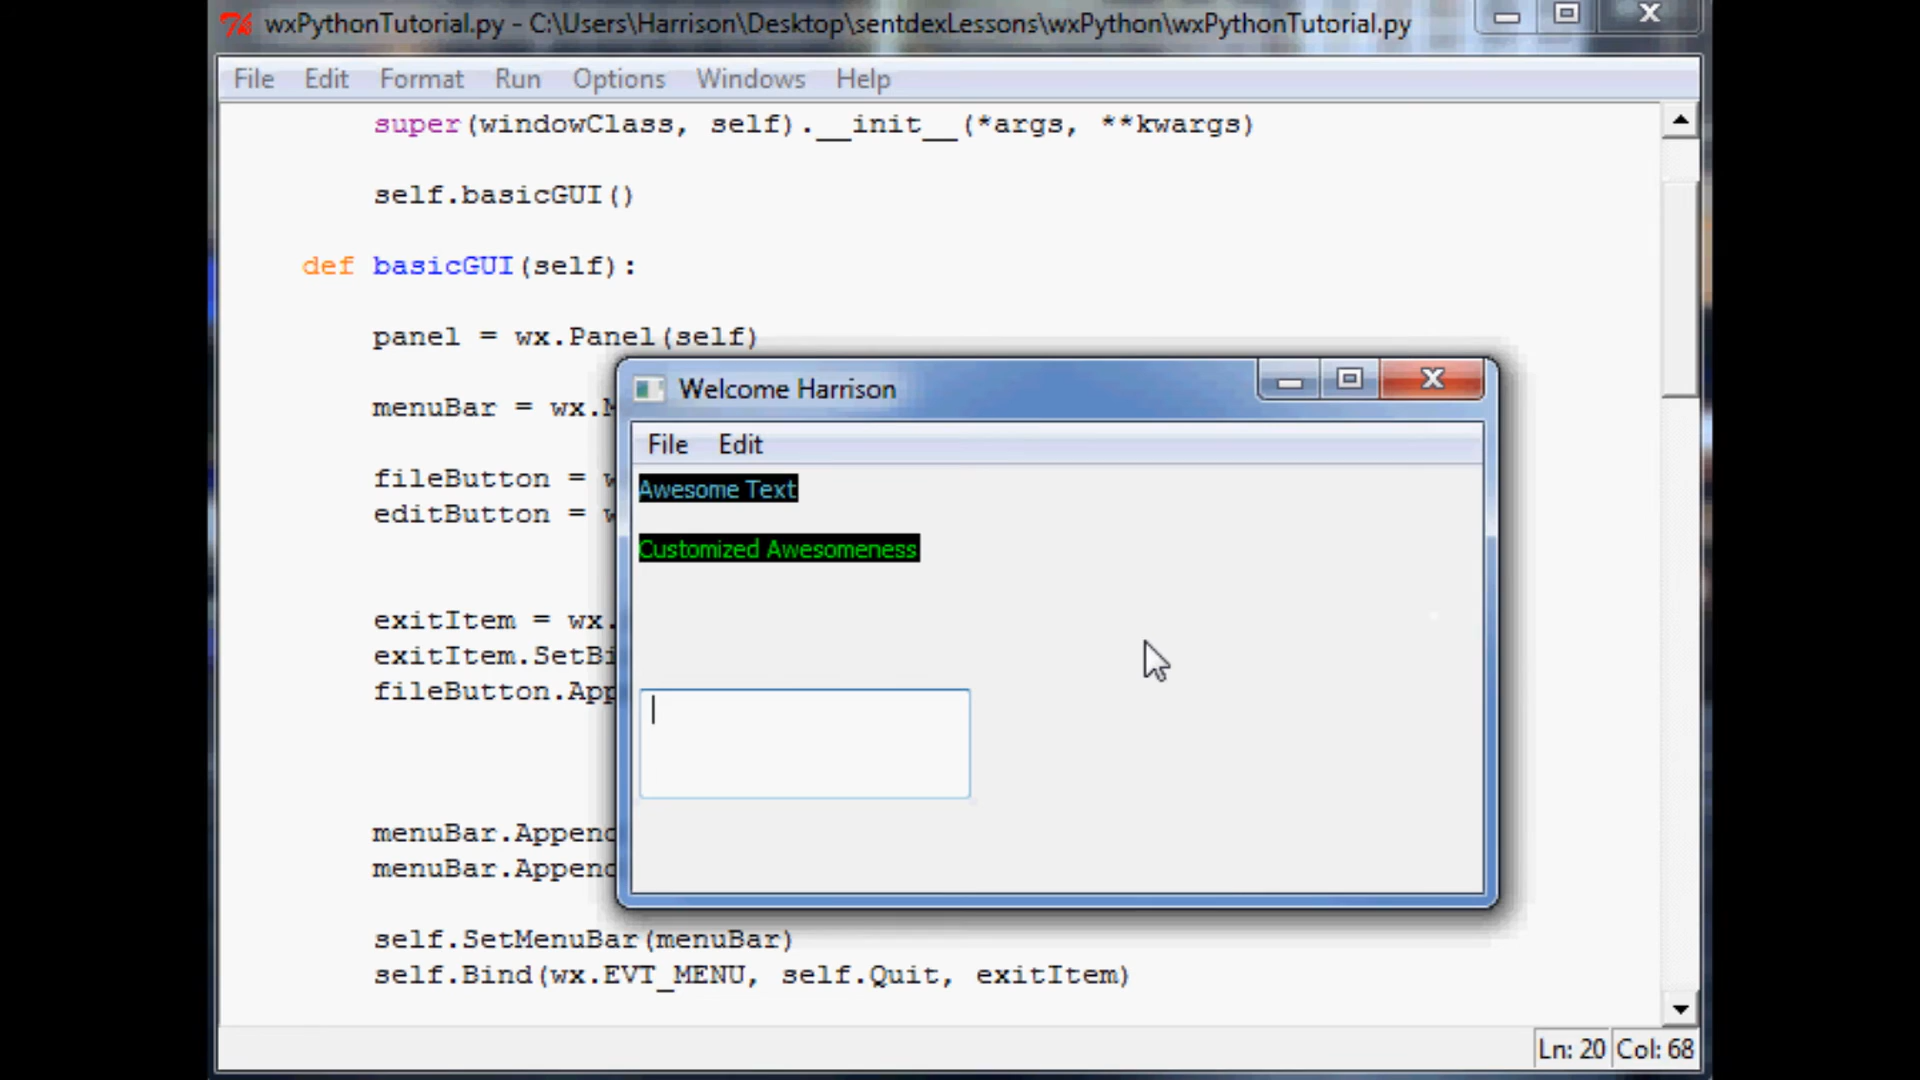 wxPythonTutorial.py - C:\Users\Harrison\Desktop\sentdexLessons\wxPython\wxPythonTutorial.py
File Edit Format Run Options Windows Help
super(windowClass, self).__init__(*args, **kwargs)
self.basicGUI()
def basicGUI(self):
panel = wx.Panel(self)
menuBar = wx.M
fileButton = w
editButton = w
exitItem = wx.
exitItem.SetBi
fileButton.App
menuBar.Append
menuBar.Append
self.SetMenuBar(menuBar)
self.Bind(wx.EVT_MENU, self.Quit, exitItem)
Welcome Harrison
File Edit
Awesome Text
Customized Awesomeness
Ln: 20 Col: 68